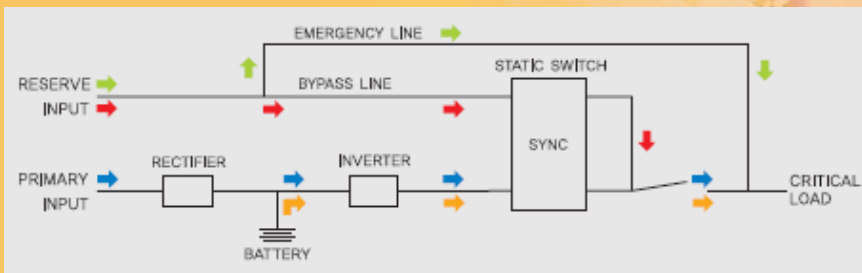 EMERGENCY LINE
STATIC SWITCH
RESERVE
INPUT
BYPASS LINE
SYNC
RECTIFIER
INVERTER
PRIMARY
INPUT
CRITICAL
LOAD
BATTERY